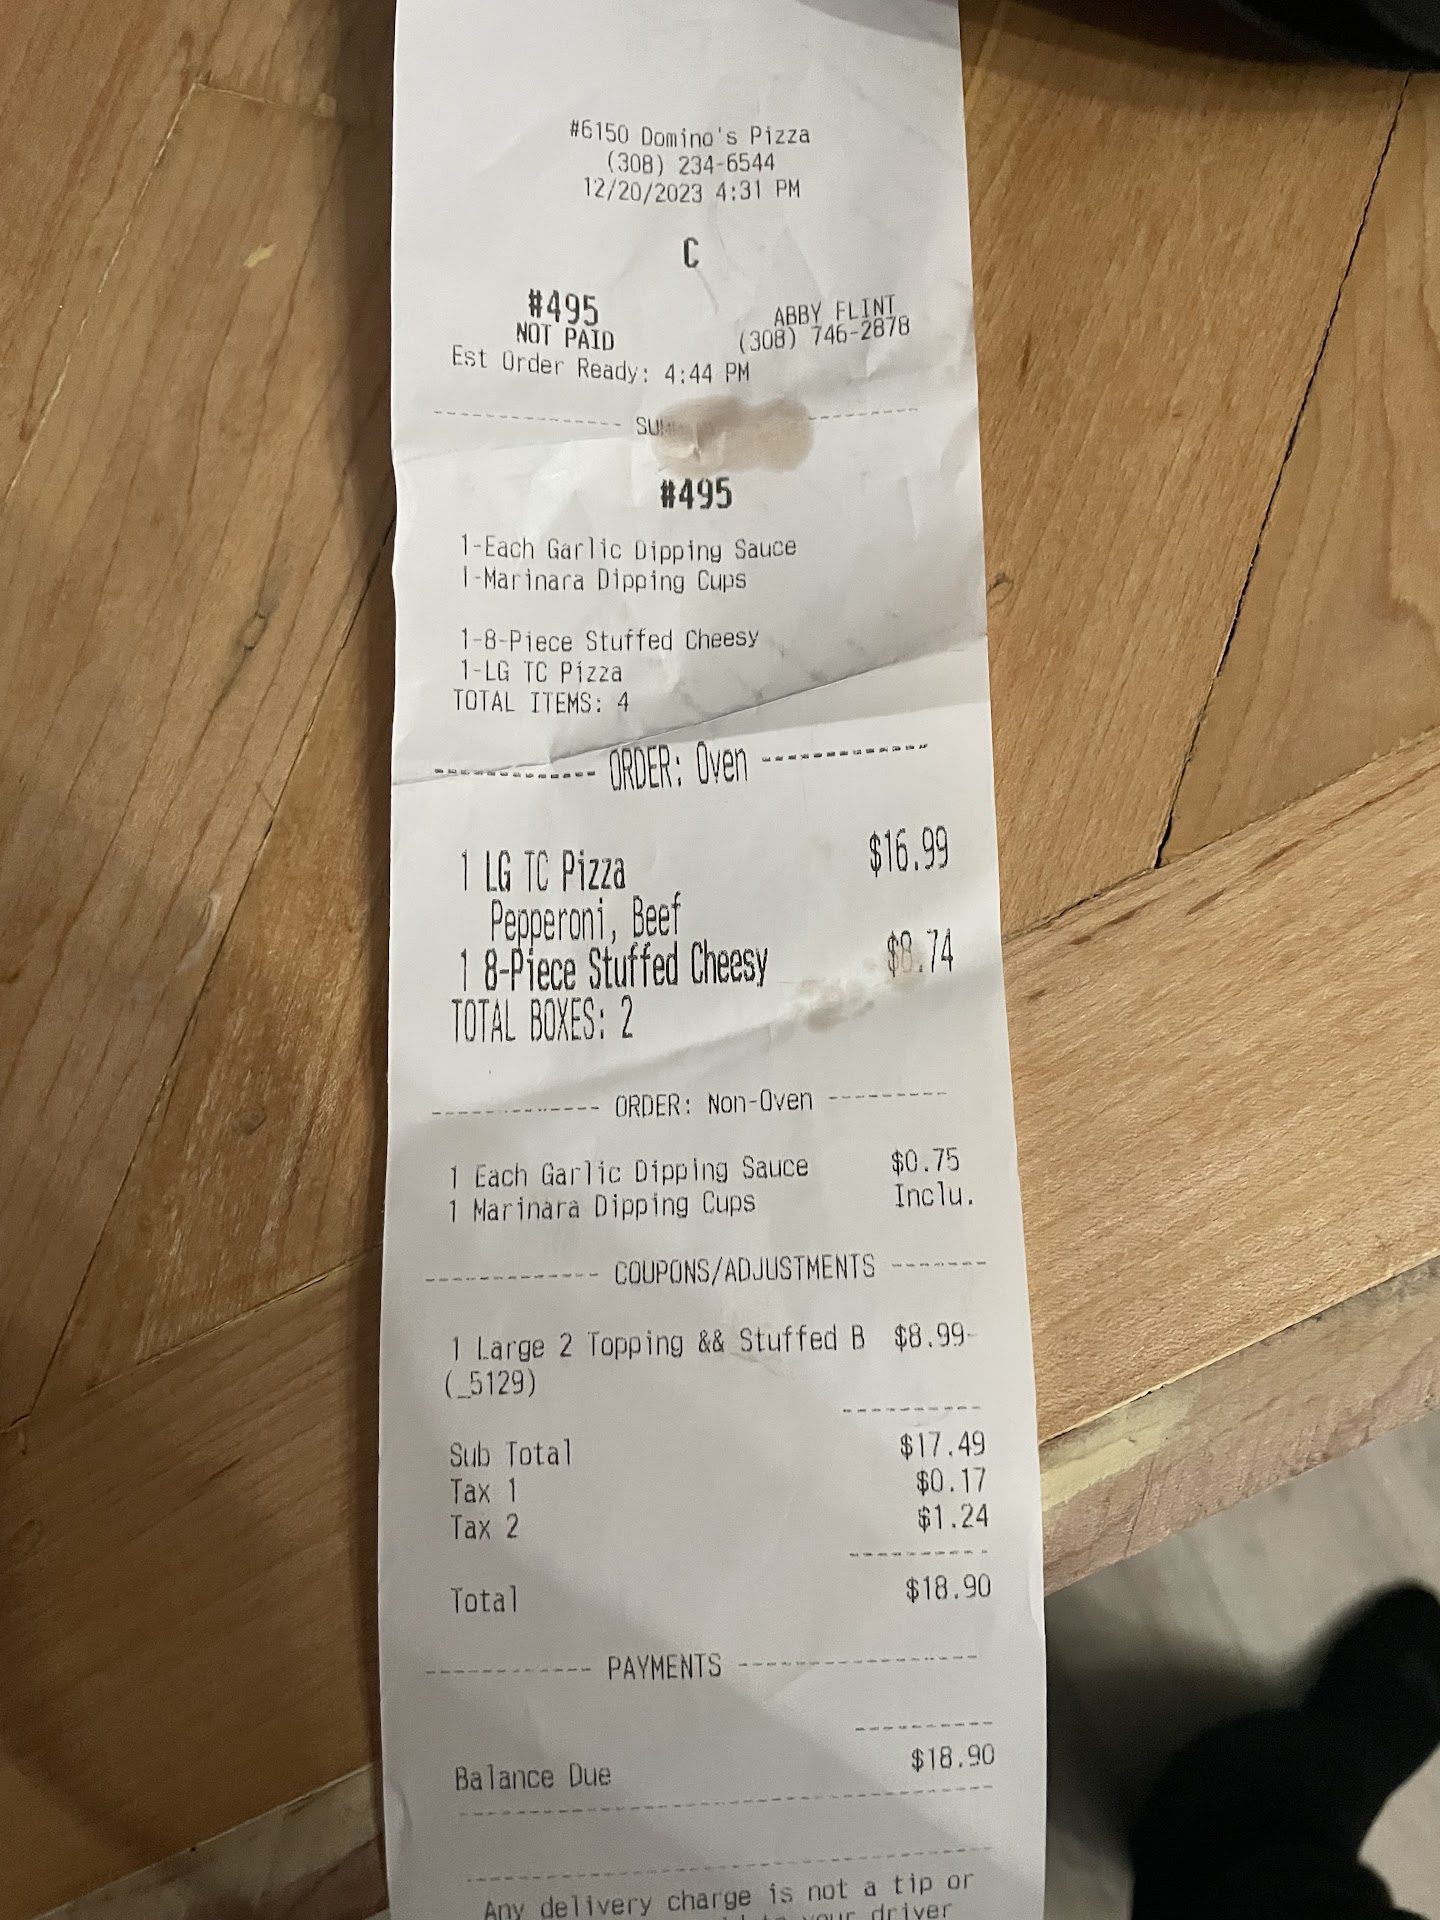 #6150 Domino's Pizza
(308) 234-6544
12/20/2023 4:31 PM
C
#495
NOT PAID
ABBY FLINT
(308) 746-2878
Est Order Ready: 4:44 PM
#495
1-Each Garlic Dipping Sauce
1-Marinara Dipping Cups
1-8-Piece Stuffed Cheesy
1-LG TC Pizza
TOTAL ITEMS: 4
------------- ORDER: Oven --------------
1 LG TC Pizza $16.99
Pepperoni, Beef
1 8-Piece Stuffed Cheesy $8.74
TOTAL BOXES: 2
------------- ORDER: Non-Oven ----------
1 Each Garlic Dipping Sauce $0.75
1 Marinara Dipping Cups Inclu.
------------- COUPONS/ADJUSTMENTS -------
1 Large 2 Topping && Stuffed B $8.99-
(_5129)
Sub Total $17.49
Tax 1 $0.17
Tax 2 $1.24
Total $18.90
------------- PAYMENTS ------------------
Balance Due $18.90
Any delivery charge is not a tip or
your driver